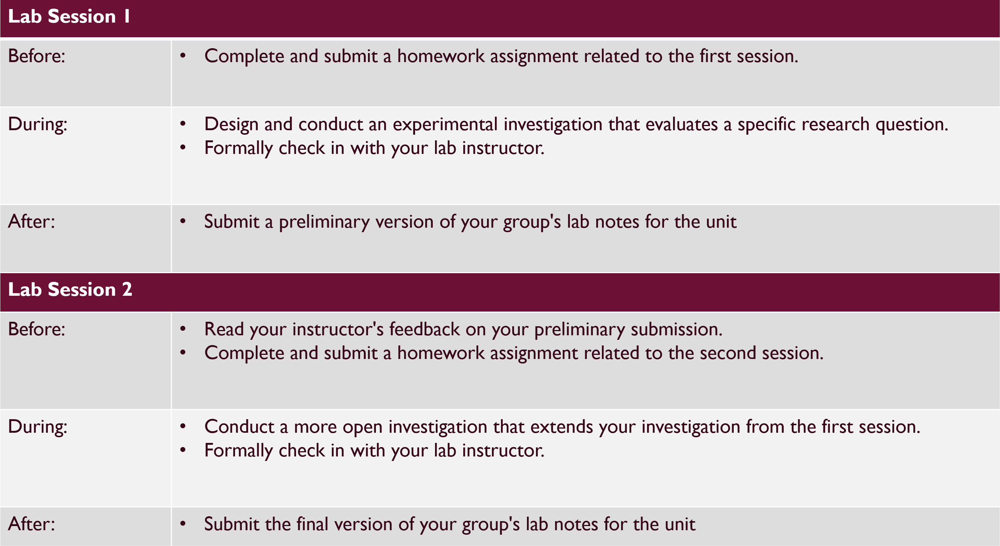 Lab Session 1
Before:
• Complete and submit a homework assignment related to the first session.
During:
• Design and conduct an experimental investigation that evaluates a specific research question.
• Formally check in with your lab instructor.
After:
• Submit a preliminary version of your group's lab notes for the unit
Lab Session 2
Before:
• Read your instructor's feedback on your preliminary submission.
• Complete and submit a homework assignment related to the second session.
During:
• Conduct a more open investigation that extends your investigation from the first session.
• Formally check in with your lab instructor.
After:
• Submit the final version of your group's lab notes for the unit